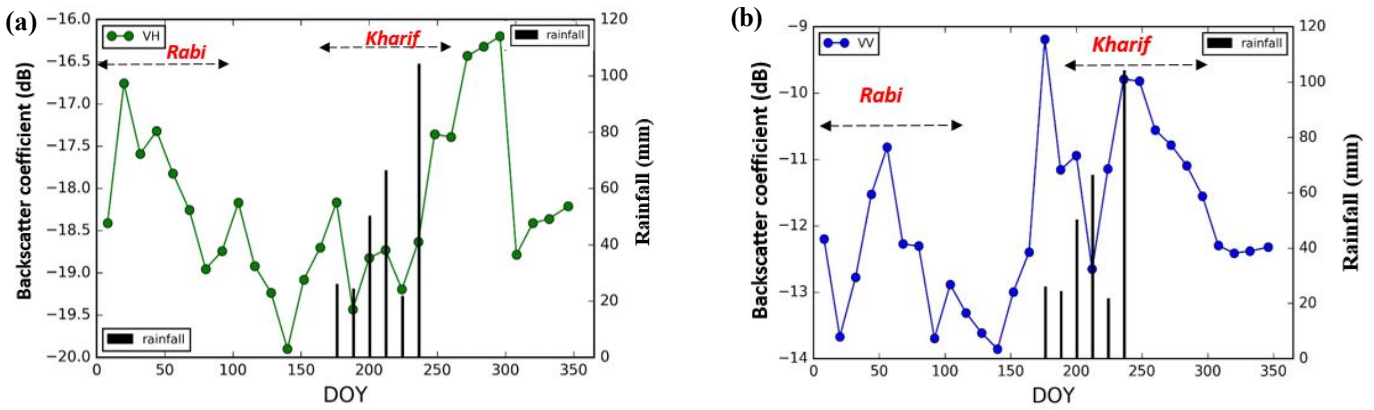 (a)
VH
rainfall
Rabi
Kharif
−16.0
−16.5
−17.0
−17.5
−18.0
−18.5
−19.0
−19.5
−20.0
Backscatter coefficient (dB)
120
100
80
60
40
20
0
Rainfall (mm)
rainfall
0 50 100 150 200 250 300 350
DOY
(b)
VV
rainfall
Kharif
Rabi
−9
−10
−11
−12
−13
−14
Backscatter coefficient (dB)
120
100
80
60
40
20
0
Rainfall (mm)
0 50 100 150 200 250 300 350
DOY